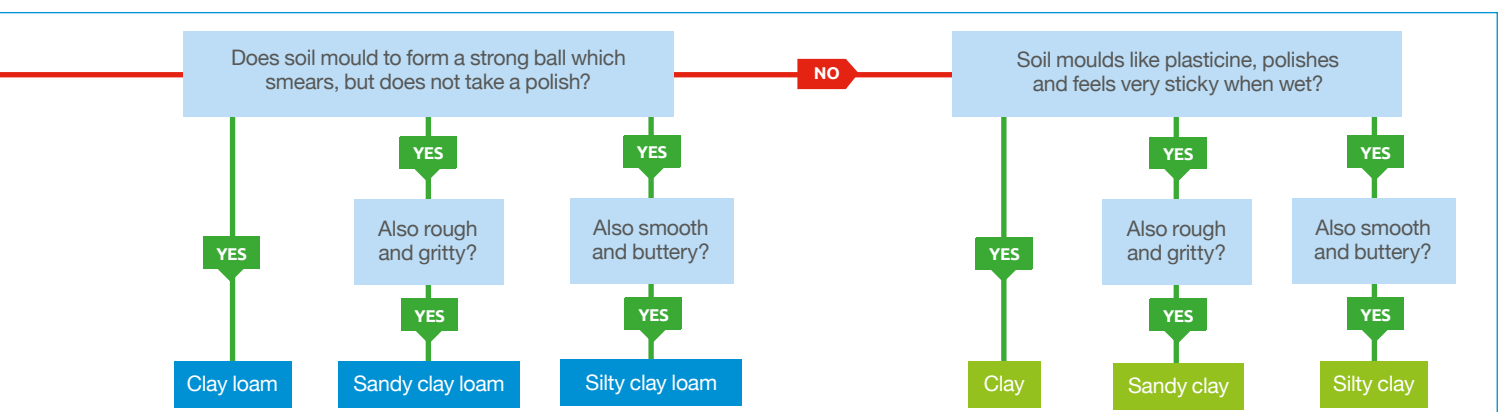 Does soil mould to form a strong ball which
smears, but does not take a polish?
NO
Soil moulds like plasticine, polishes
and feels very sticky when wet?
YES
YES
YES
YES
Also rough
and gritty?
Also smooth
and buttery?
Also rough
and gritty?
Also smooth
and buttery?
YES
YES
YES
YES
YES
YES
Clay loam
Sandy clay loam
Silty clay loam
Clay
Sandy clay
Silty clay